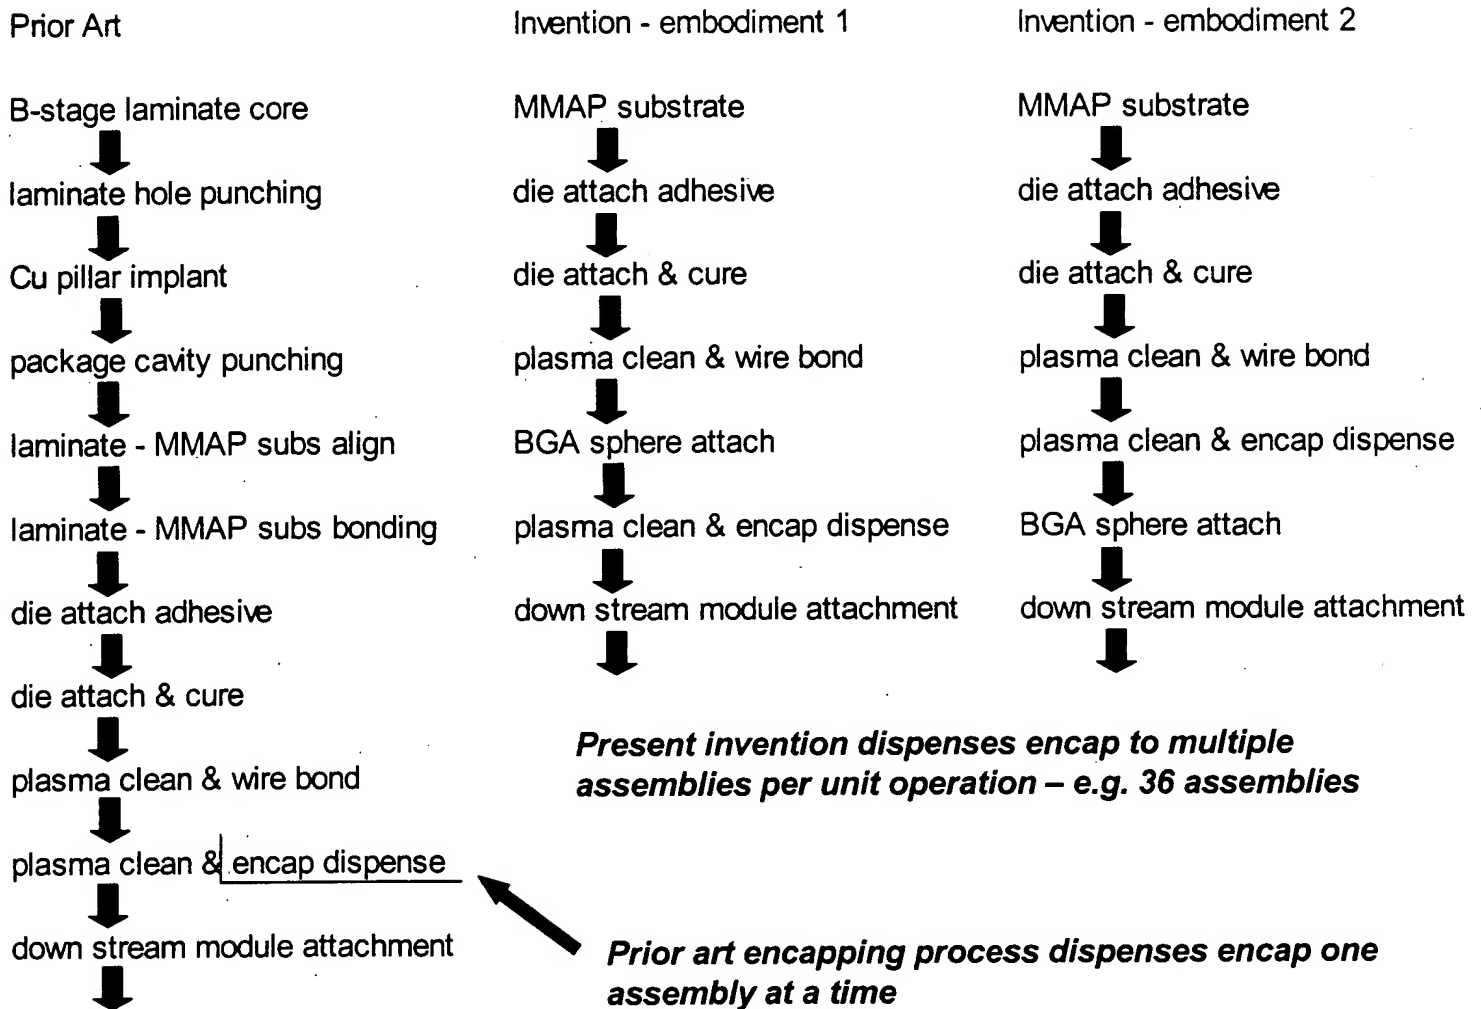 Prior Art
B-stage laminate core
laminate hole punching
Cu pillar implant
package cavity punching
laminate - MMAP subs align
laminate - MMAP subs bonding
die attach adhesive
die attach & cure
plasma clean & wire bond
plasma clean & encap dispense
down stream module attachment
Invention - embodiment 1
MMAP substrate
die attach adhesive
die attach & cure
plasma clean & wire bond
BGA sphere attach
plasma clean & encap dispense
down stream module attachment
Invention - embodiment 2
MMAP substrate
die attach adhesive
die attach & cure
plasma clean & wire bond
plasma clean & encap dispense
BGA sphere attach
down stream module attachment
Present invention dispenses encap to multiple
assemblies per unit operation – e.g. 36 assemblies
Prior art encapping process dispenses encap one
assembly at a time